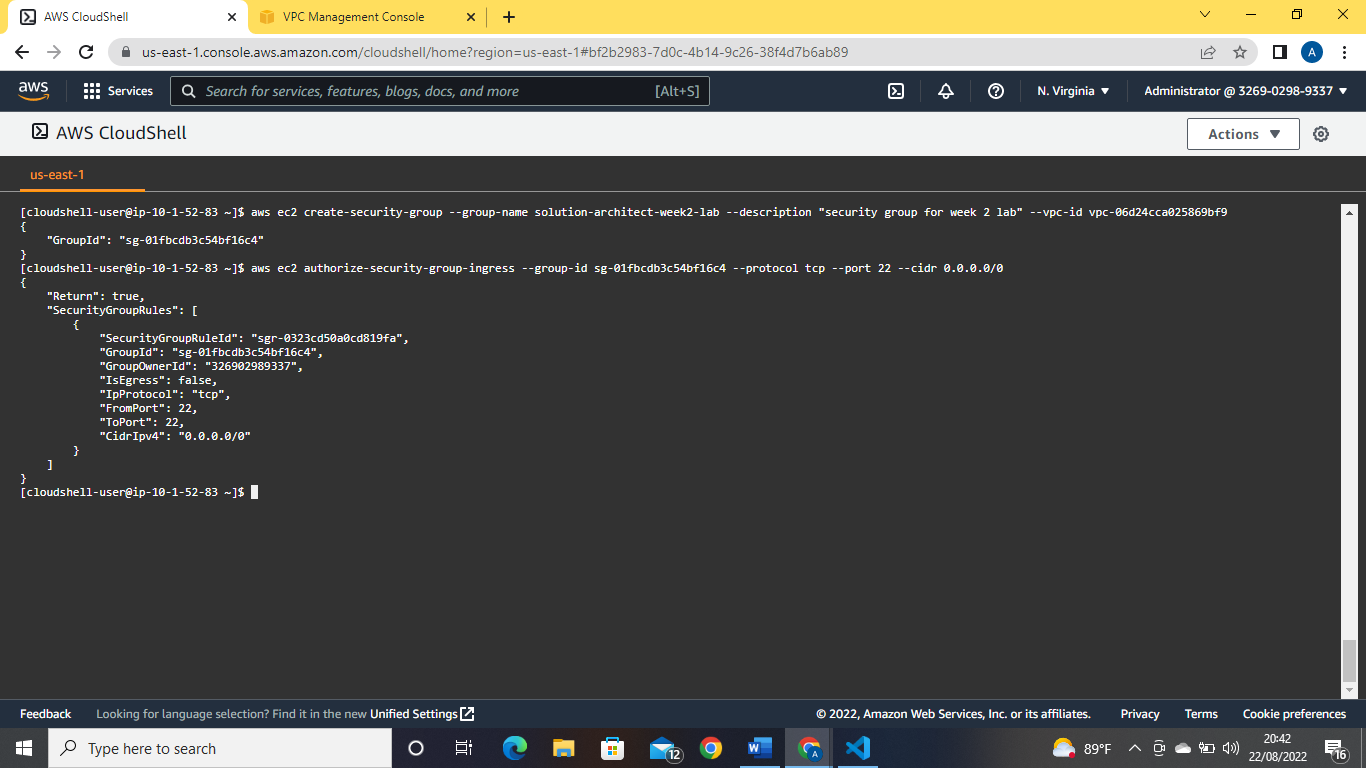 AWS CloudShell
VPC Management Console
us-east-1.console.aws.amazon.com/cloudshell/home?region=us-east-1#bf2b2983-7d0c-4b14-9c26-38f4d7b6ab89
A
aws
Services
Search for services, features, blogs, docs, and more
[Alt+S]
N. Virginia
Administrator @ 3269-0298-9337
AWS CloudShell
Actions
us-east-1
[cloudshell-user@ip-10-1-52-83 ~]$ aws ec2 create-security-group --group-name solution-architect-week2-lab --description "security group for week 2 lab" --vpc-id vpc-06d24cca025869bf9
{
    "GroupId": "sg-01fbcdb3c54bf16c4"
}
[cloudshell-user@ip-10-1-52-83 ~]$ aws ec2 authorize-security-group-ingress --group-id sg-01fbcdb3c54bf16c4 --protocol tcp --port 22 --cidr 0.0.0.0/0
{
    "Return": true,
    "SecurityGroupRules": [
        {
            "SecurityGroupRuleId": "sgr-0323cd50a0cd819fa",
            "GroupId": "sg-01fbcdb3c54bf16c4",
            "GroupOwnerId": "326902989337",
            "IsEgress": false,
            "IpProtocol": "tcp",
            "FromPort": 22,
            "ToPort": 22,
            "CidrIpv4": "0.0.0.0/0"
        }
    ]
}
[cloudshell-user@ip-10-1-52-83 ~]$
Feedback
Looking for language selection? Find it in the new Unified Settings
© 2022, Amazon Web Services, Inc. or its affiliates.
Privacy
Terms
Cookie preferences
Type here to search
12
W
A
89°F
20:42
22/08/2022
16